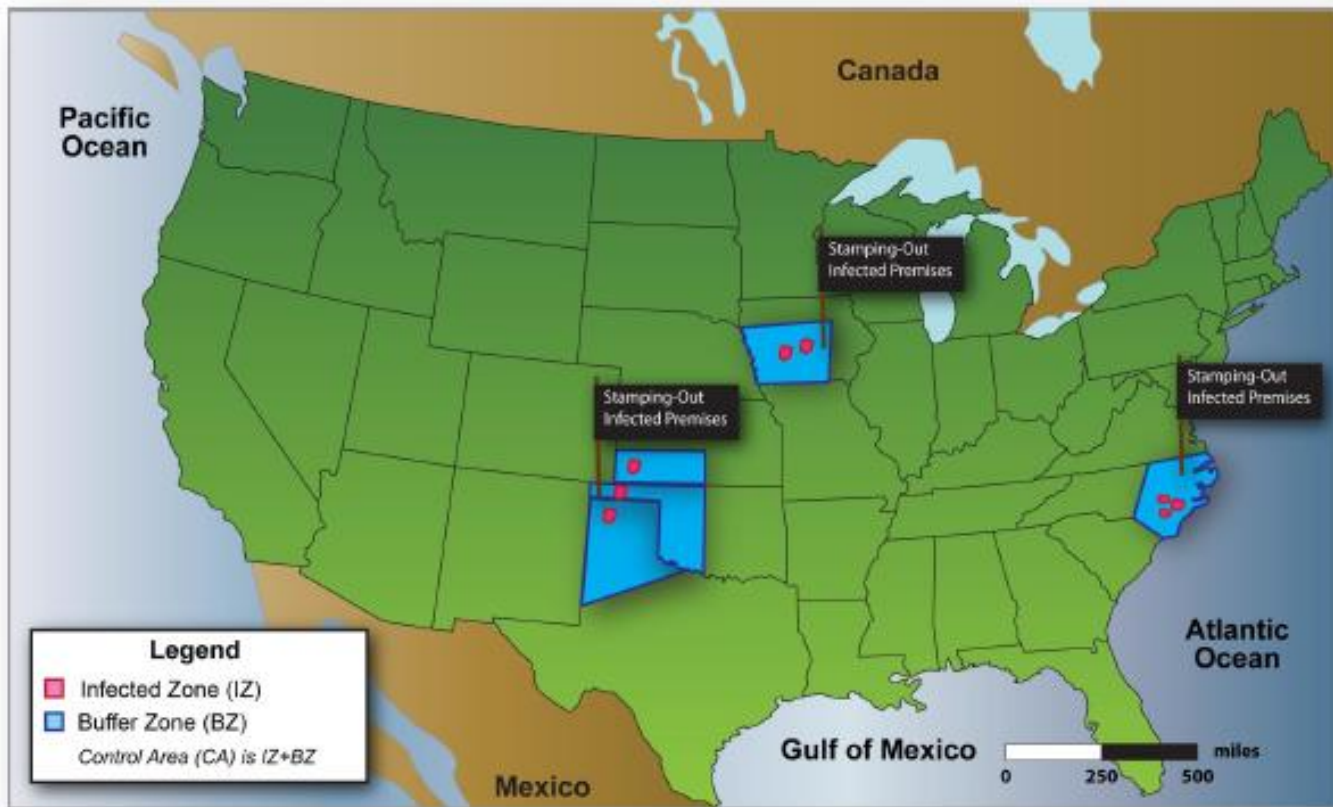 Canada
Pacific
Ocean
Stamping-Out
Infected Premises
Stamping-Out
Infected Premises
Stamping-Out
Infected Premises
Atlantic
Ocean
Legend
Infected Zone (IZ)
Buffer Zone (BZ)
Control Area (CA) is IZ+BZ
Gulf of Mexico
miles
0 250 500
Mexico